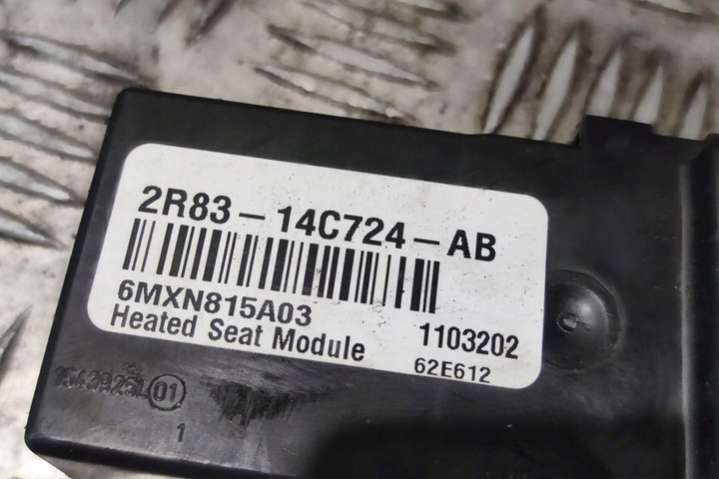 2R83-14C724-AB
6MXN815A03
Heated Seat Module
1103202
62E612
01
1